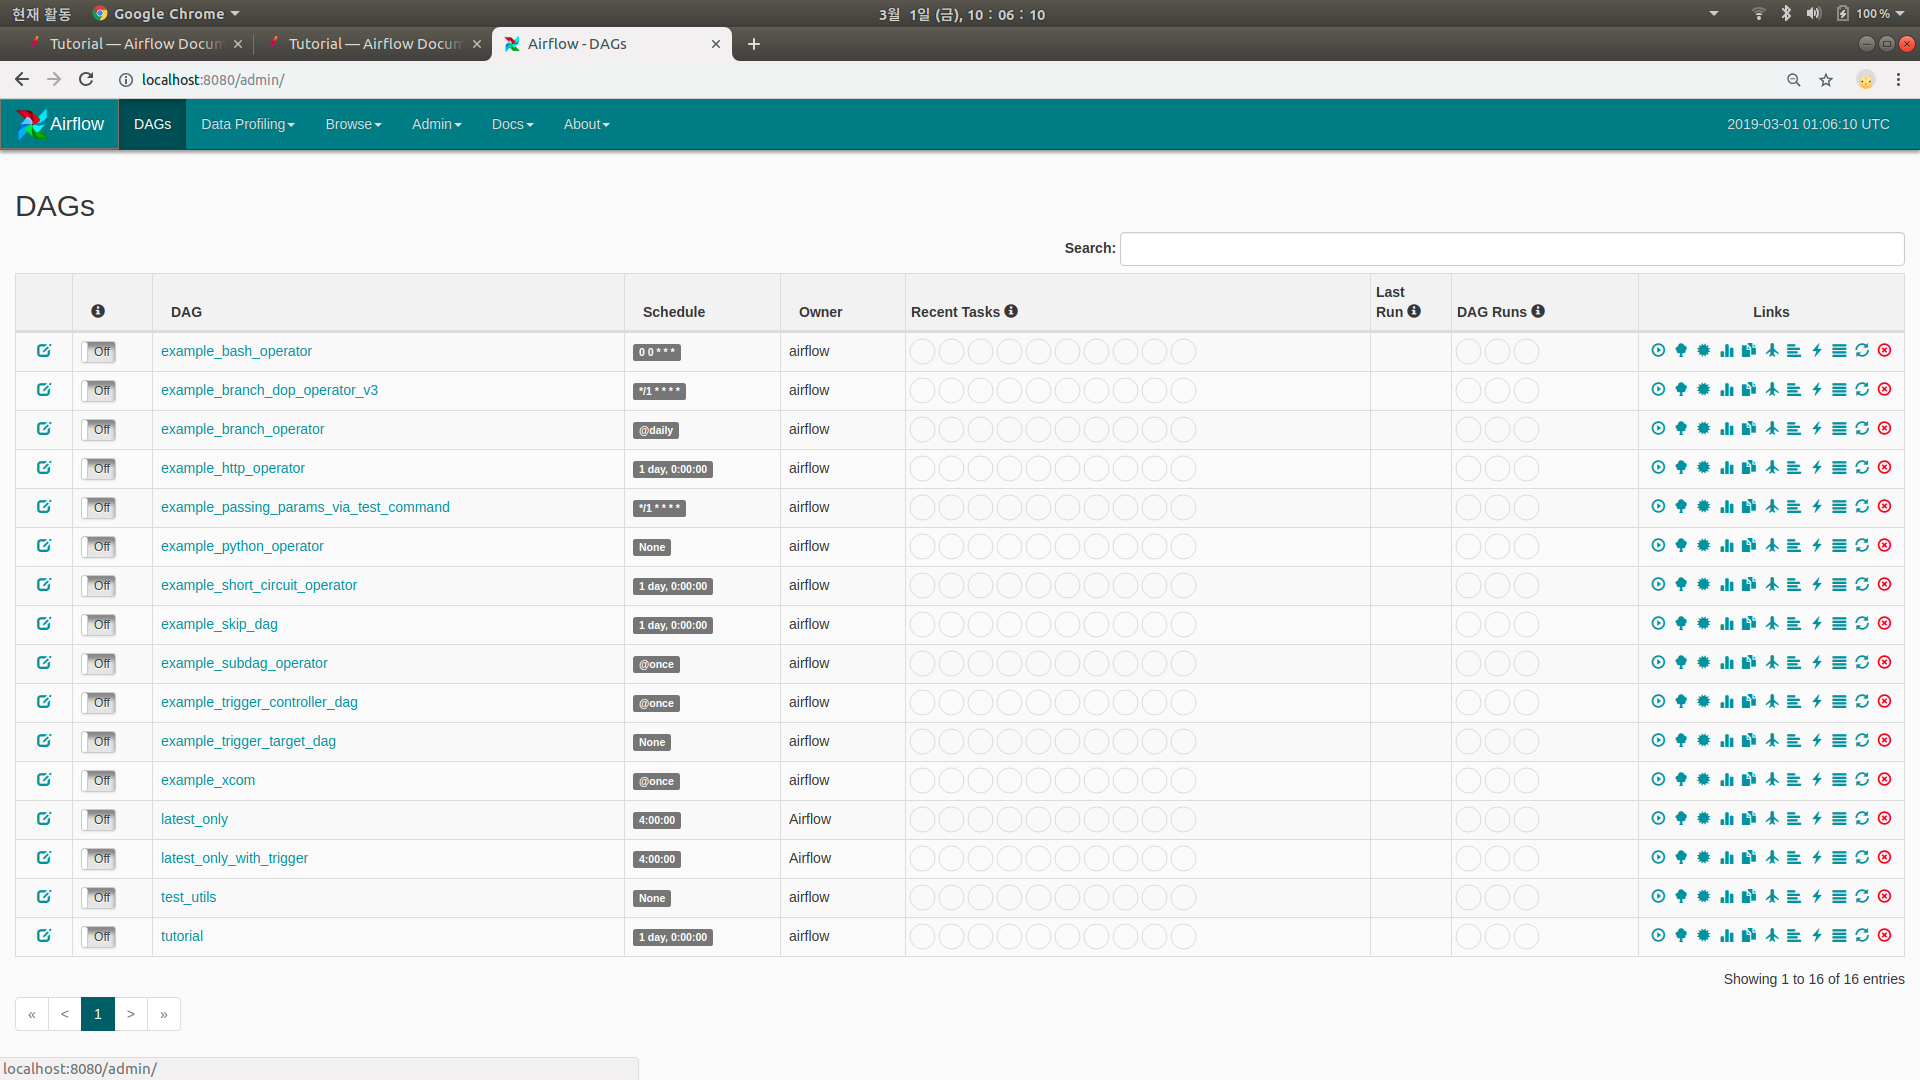 현재 활동 Google Chrome 3월 1일 (금), 10 : 06 : 10 100 %
Tutorial — Airflow Docum Tutorial — Airflow Docum Airflow - DAGs
localhost:8080/admin/
Airflow DAGs Data Profiling Browse Admin Docs About 2019-03-01 01:06:10 UTC
DAGs
Search:
DAG Schedule Owner Recent Tasks Last Run DAG Runs Links
Off example_bash_operator 0 0 * * * airflow
Off example_branch_dop_operator_v3 */1 * * * * airflow
Off example_branch_operator @daily airflow
Off example_http_operator 1 day, 0:00:00 airflow
Off example_passing_params_via_test_command */1 * * * * airflow
Off example_python_operator None airflow
Off example_short_circuit_operator 1 day, 0:00:00 airflow
Off example_skip_dag 1 day, 0:00:00 airflow
Off example_subdag_operator @once airflow
Off example_trigger_controller_dag @once airflow
Off example_trigger_target_dag None airflow
Off example_xcom @once airflow
Off latest_only 4:00:00 Airflow
Off latest_only_with_trigger 4:00:00 Airflow
Off test_utils None airflow
Off tutorial 1 day, 0:00:00 airflow
Showing 1 to 16 of 16 entries
« < 1 > »
localhost:8080/admin/